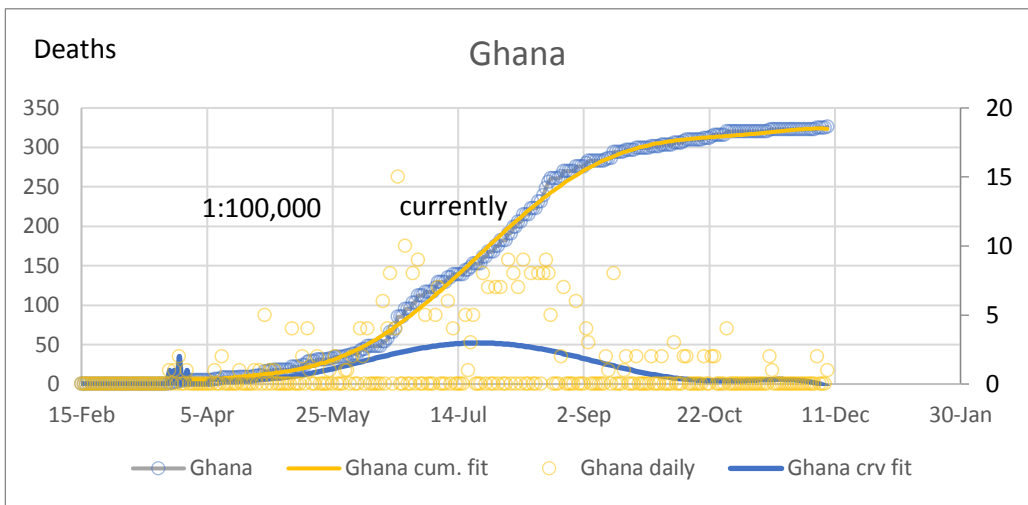 Deaths
Ghana
350
300
250
200
150
100
50
0
20
15
10
5
0
1:100,000 currently
15-Feb 5-Apr 25-May 14-Jul 2-Sep 22-Oct 11-Dec 30-Jan
Ghana Ghana cum. fit Ghana daily Ghana crv fit